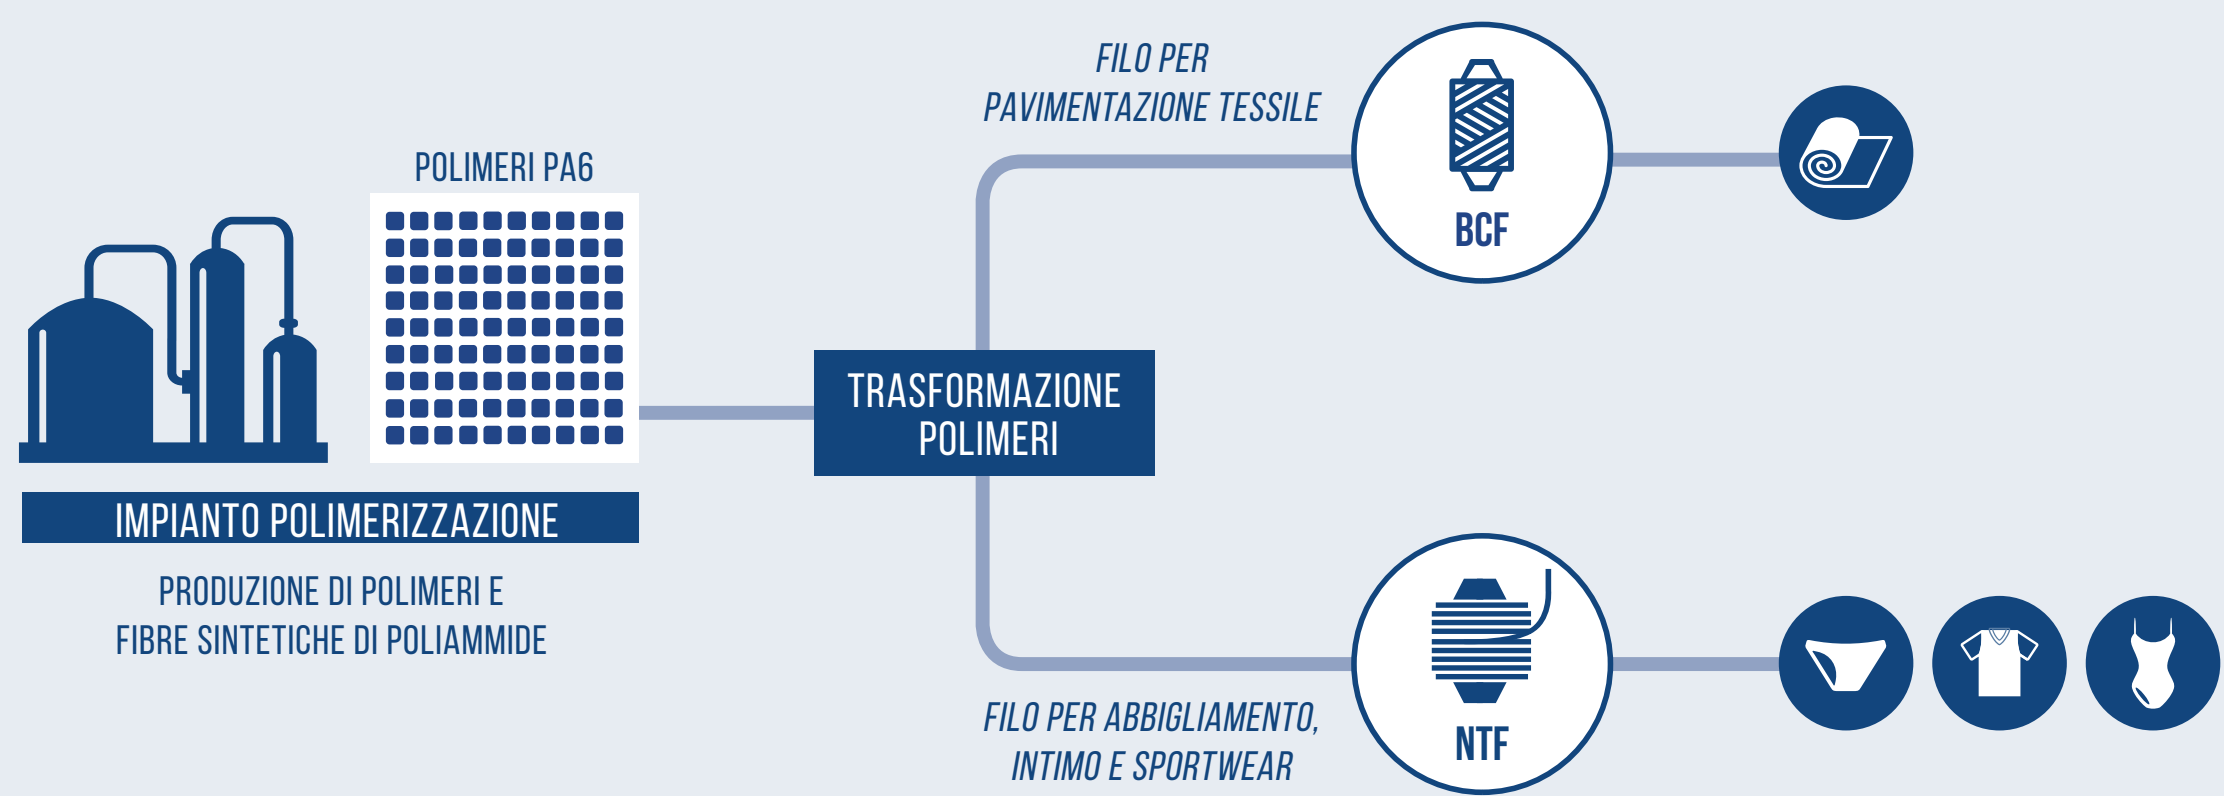 POLIMERI PA6
IMPIANTO POLIMERIZZAZIONE
PRODUZIONE DI POLIMERI E
FIBRE SINTETICHE DI POLIAMMIDE
TRASFORMAZIONE
POLIMERI
FILO PER
PAVIMENTAZIONE TESSILE
BCF
FILO PER ABBIGLIAMENTO,
INTIMO E SPORTWEAR
NTF